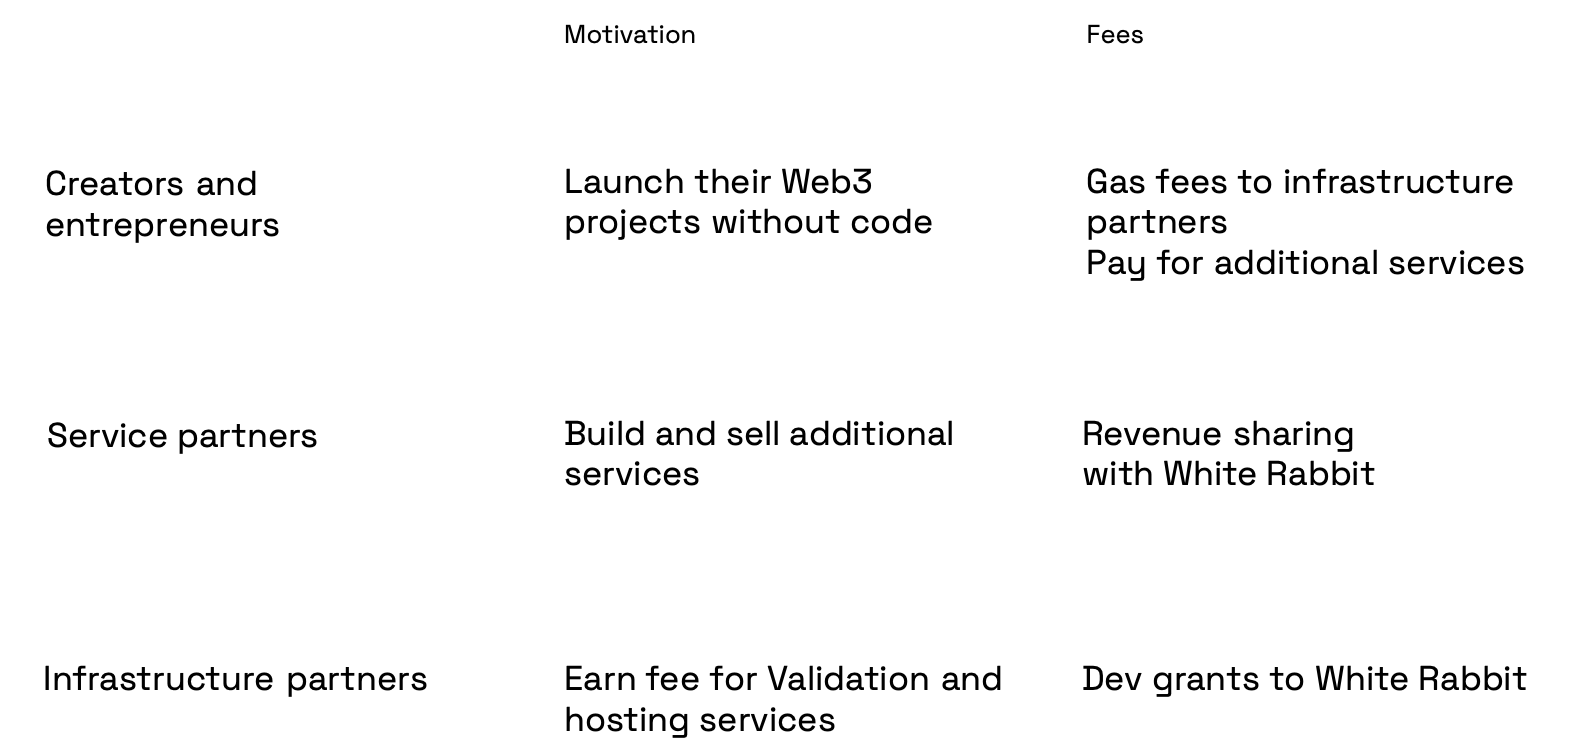 Motivation
Fees
Creators and
entrepreneurs
Launch their Web3
projects without code
Gas fees to infrastructure
partners
Pay for additional services
Service partners
Build and sell additional
services
Revenue sharing
with White Rabbit
Infrastructure partners
Earn fee for Validation and
hosting services
Dev grants to White Rabbit